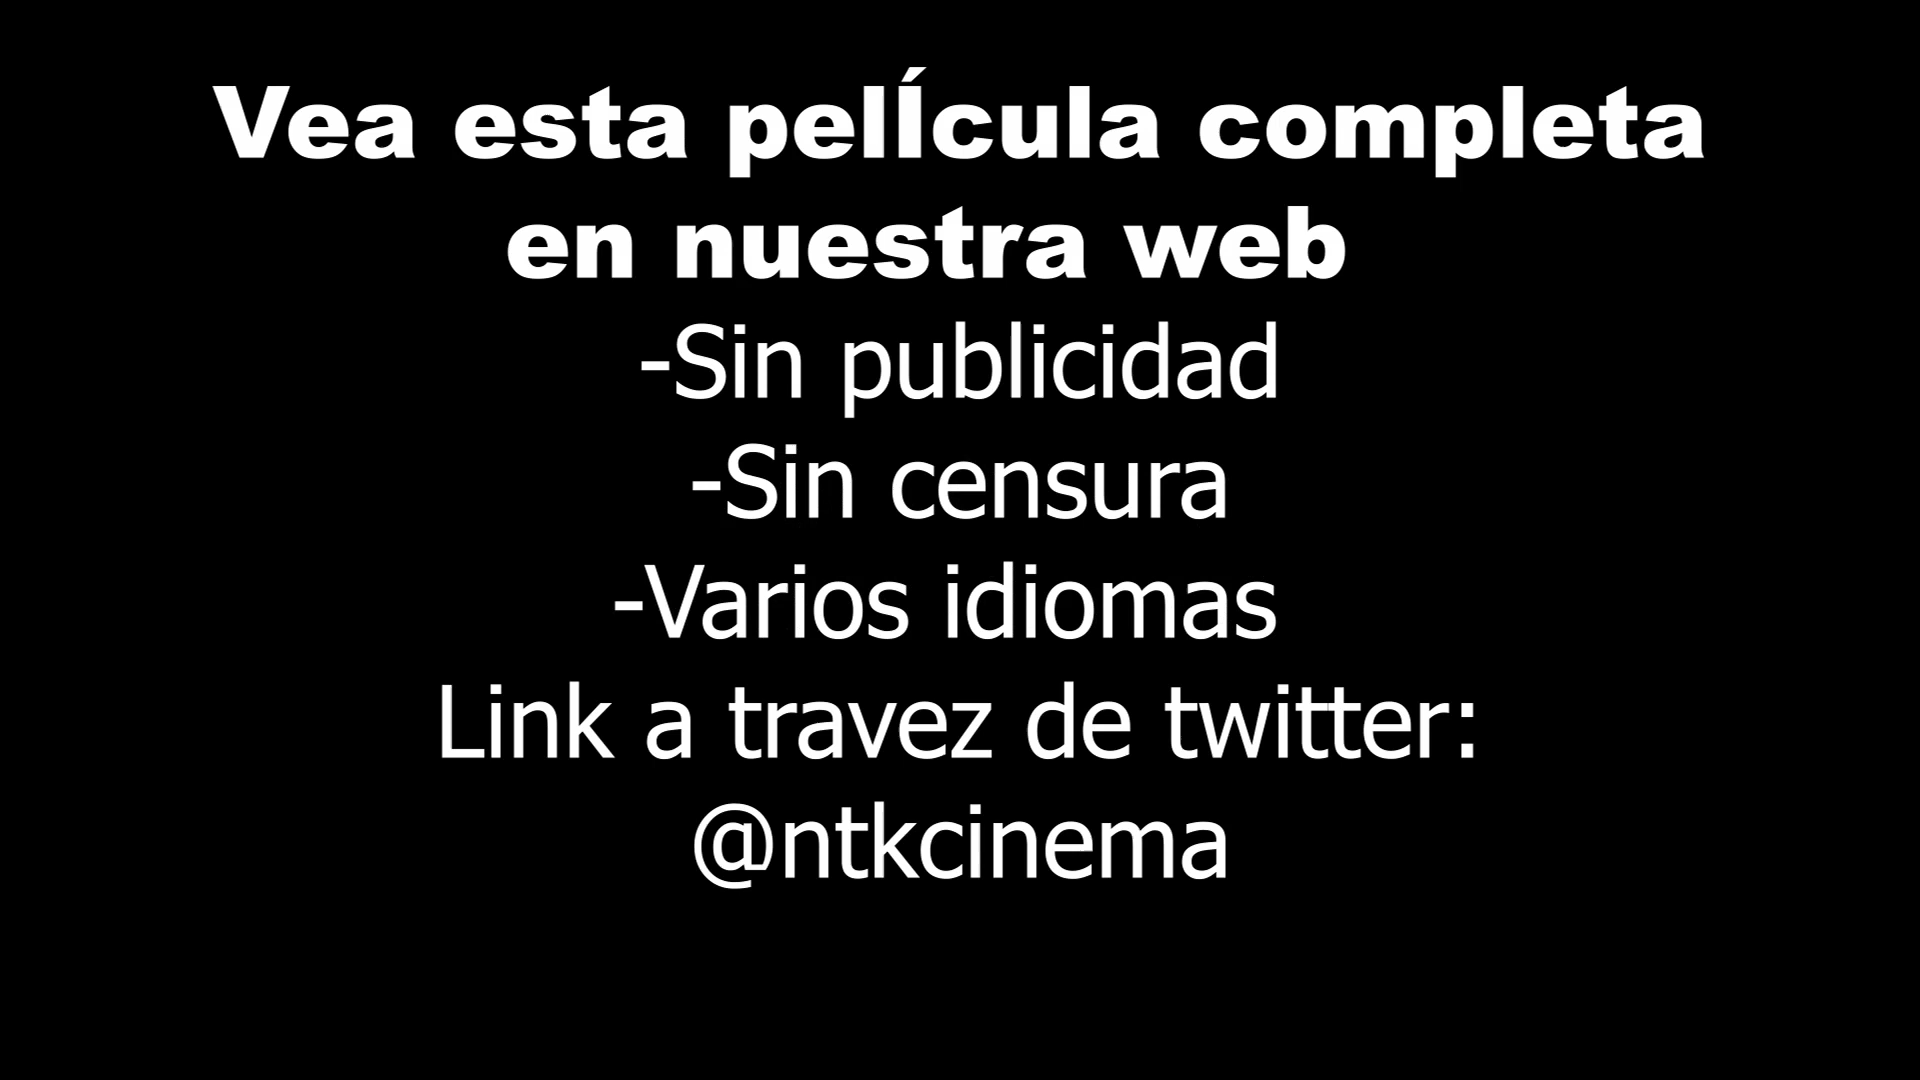 Vea esta pelÍcula completa
en nuestra web
-Sin publicidad
-Sin censura
-Varios idiomas
Link a travez de twitter:
@ntkcinema